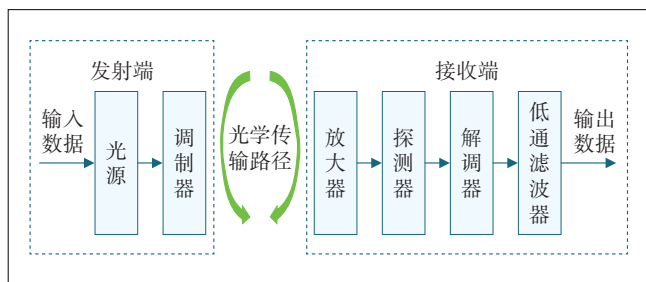 发射端
输入
数据
光源
调制器
光学传
输路径
接收端
放大器
探测器
解调器
低通滤波器
输出
数据